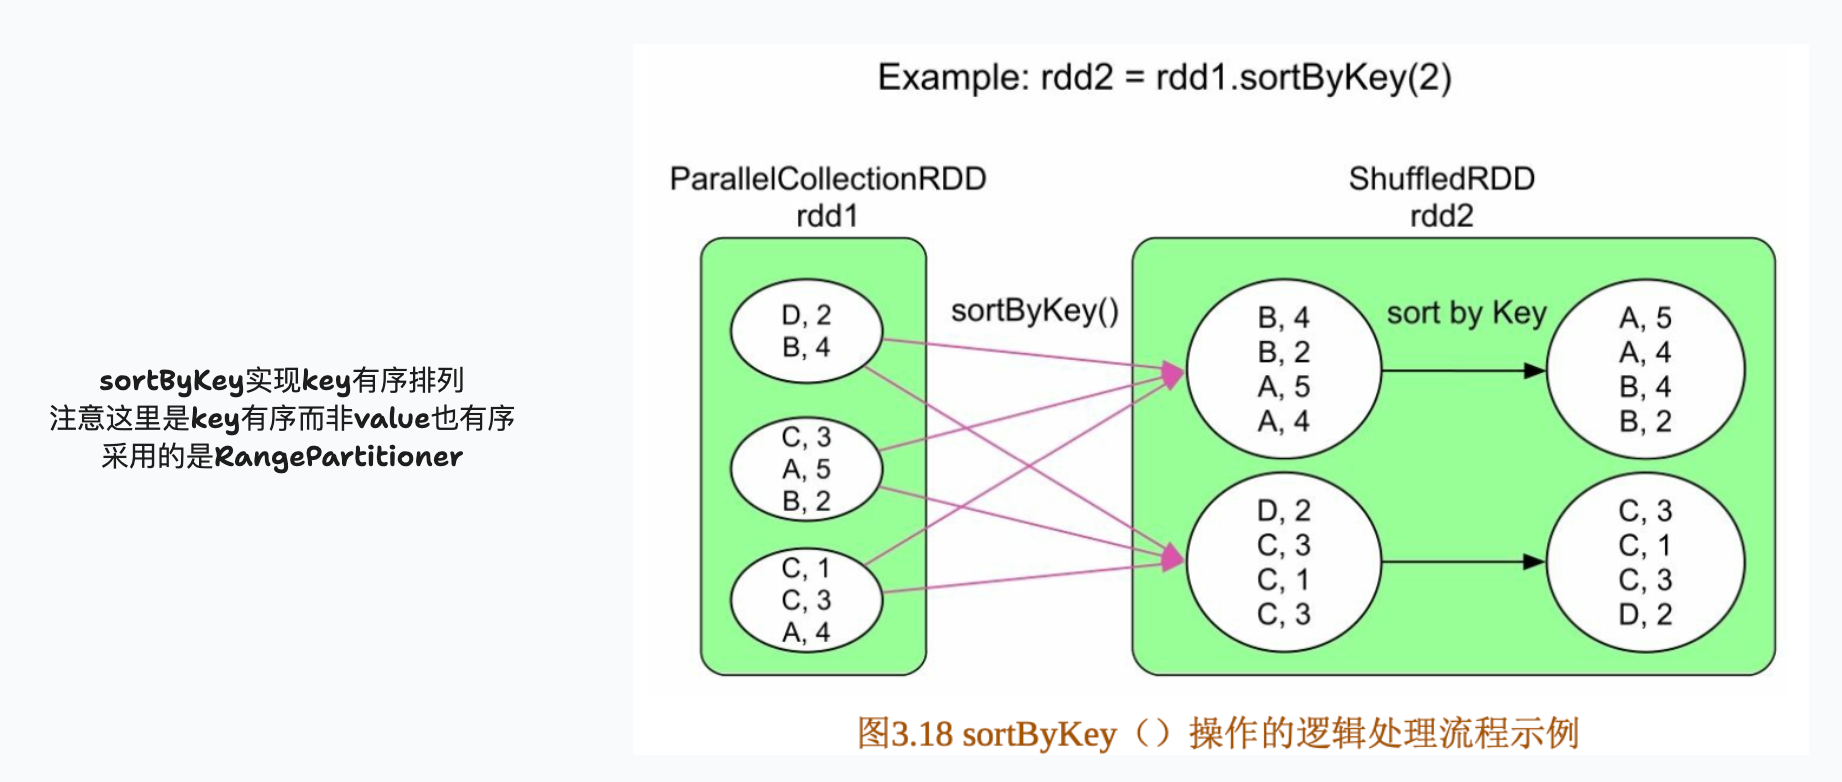 Example: rdd2 = rdd1.sortByKey(2)
ParallelCollectionRDD
rdd1
ShuffledRDD
rdd2
D, 2
B, 4
C, 3
A, 5
B, 2
C, 1
C, 3
A, 4
sortByKey()
B, 4
B, 2
A, 5
A, 4
D, 2
C, 3
C, 1
C, 3
sort by Key
A, 5
A, 4
B, 4
B, 2
C, 3
C, 1
C, 3
D, 2
sortByKey实现key有序排列
注意这里是key有序而非value也有序
采用的是RangePartitioner
图3.18 sortByKey（）操作的逻辑处理流程示例